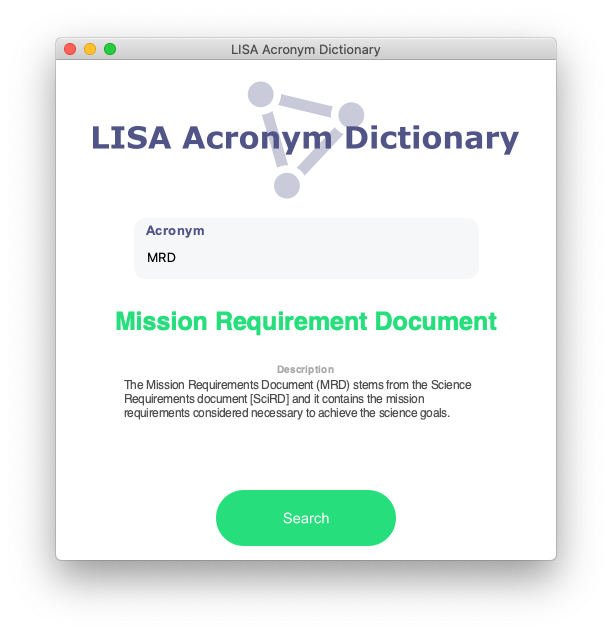 LISA Acronym Dictionary
LISA Acronym Dictionary
Acronym
MRD
Mission Requirement Document
Description
The Mission Requirements Document (MRD) stems from the Science
Requirements document [SciRD] and it contains the mission
requirements considered necessary to achieve the science goals.
Search